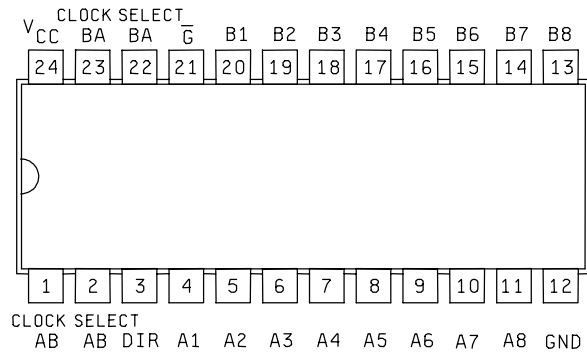 CLOCK SELECT
VCC BA BA G B1 B2 B3 B4 B5 B6 B7 B8
24 23 22 21 20 19 18 17 16 15 14 13
1 2 3 4 5 6 7 8 9 10 11 12
CLOCK SELECT
AB AB DIR A1 A2 A3 A4 A5 A6 A7 A8 GND